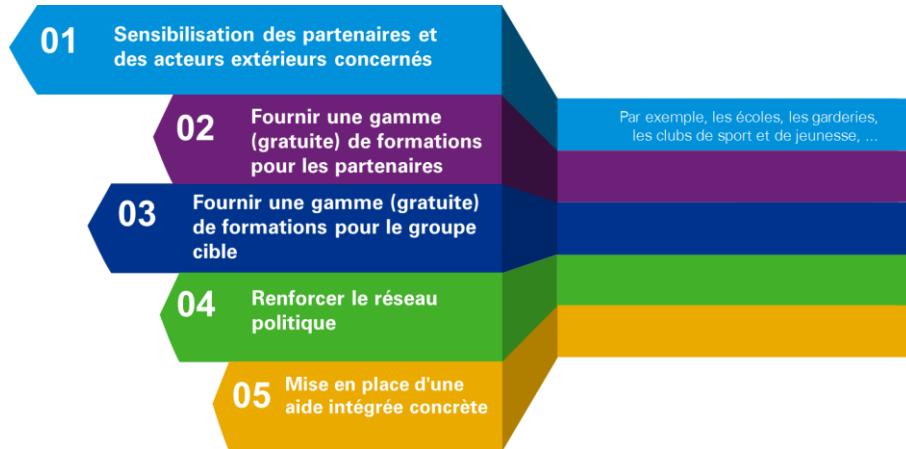 01
Sensibilisation des partenaires et
des acteurs extérieurs concernés
Par exemple, les écoles, les garderies,
les clubs de sport et de jeunesse, ...
02
Fournir une gamme
(gratuite) de formations
pour les partenaires
03
Fournir une gamme (gratuite)
de formations pour le groupe
cible
04
Renforcer le réseau
politique
05
Mise en place d'une
aide intégrée concrète